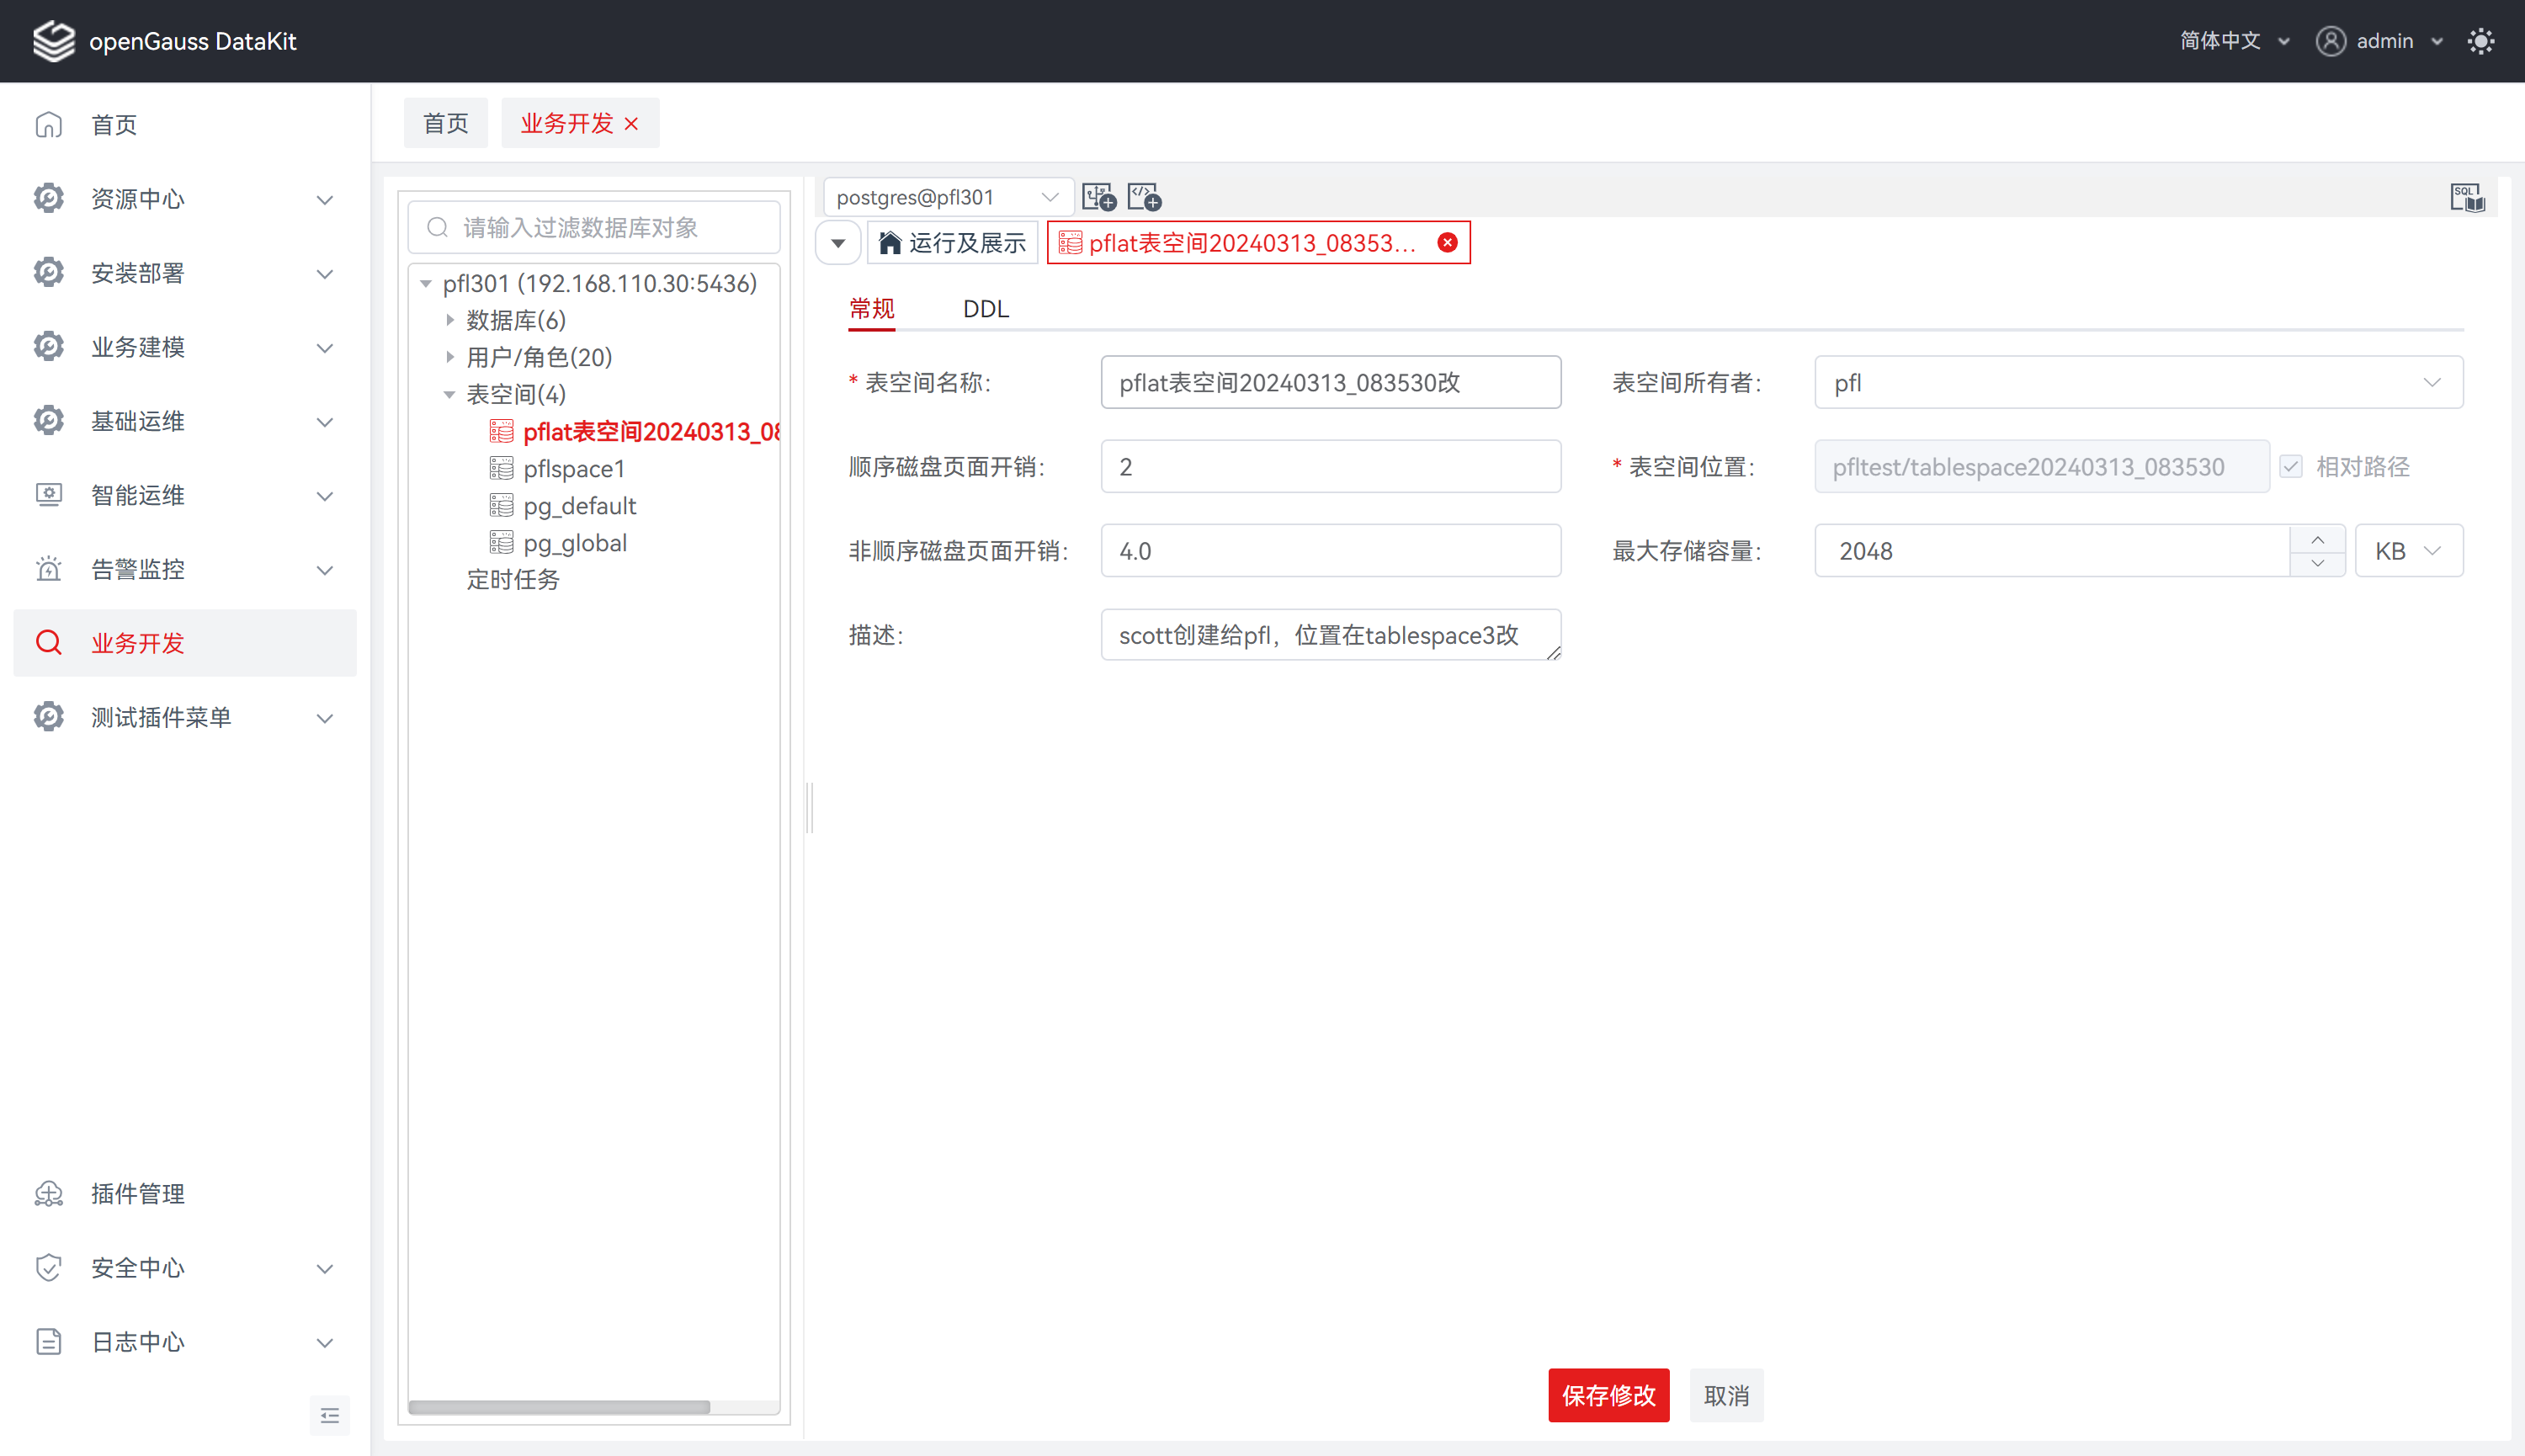 openGauss DataKit
简体中文
admin
首页
资源中心
安装部署
业务建模
基础运维
智能运维
告警监控
业务开发
测试插件菜单
插件管理
安全中心
日志中心
首页
业务开发
请输入过滤数据库对象
pfl301 (192.168.110.30:5436)
数据库(6)
用户/角色(20)
表空间(4)
pflat表空间20240313_08
pflspace1
pg_default
pg_global
定时任务
postgres@pfl301
SQL
运行及展示
pflat表空间20240313_08353...
常规
DDL
* 表空间名称:
pflat表空间20240313_083530改
表空间所有者:
pfl
顺序磁盘页面开销:
2
* 表空间位置:
pfltest/tablespace20240313_083530
相对路径
非顺序磁盘页面开销:
4.0
最大存储容量:
2048
KB
描述:
scott创建给pfl，位置在tablespace3改
保存修改
取消